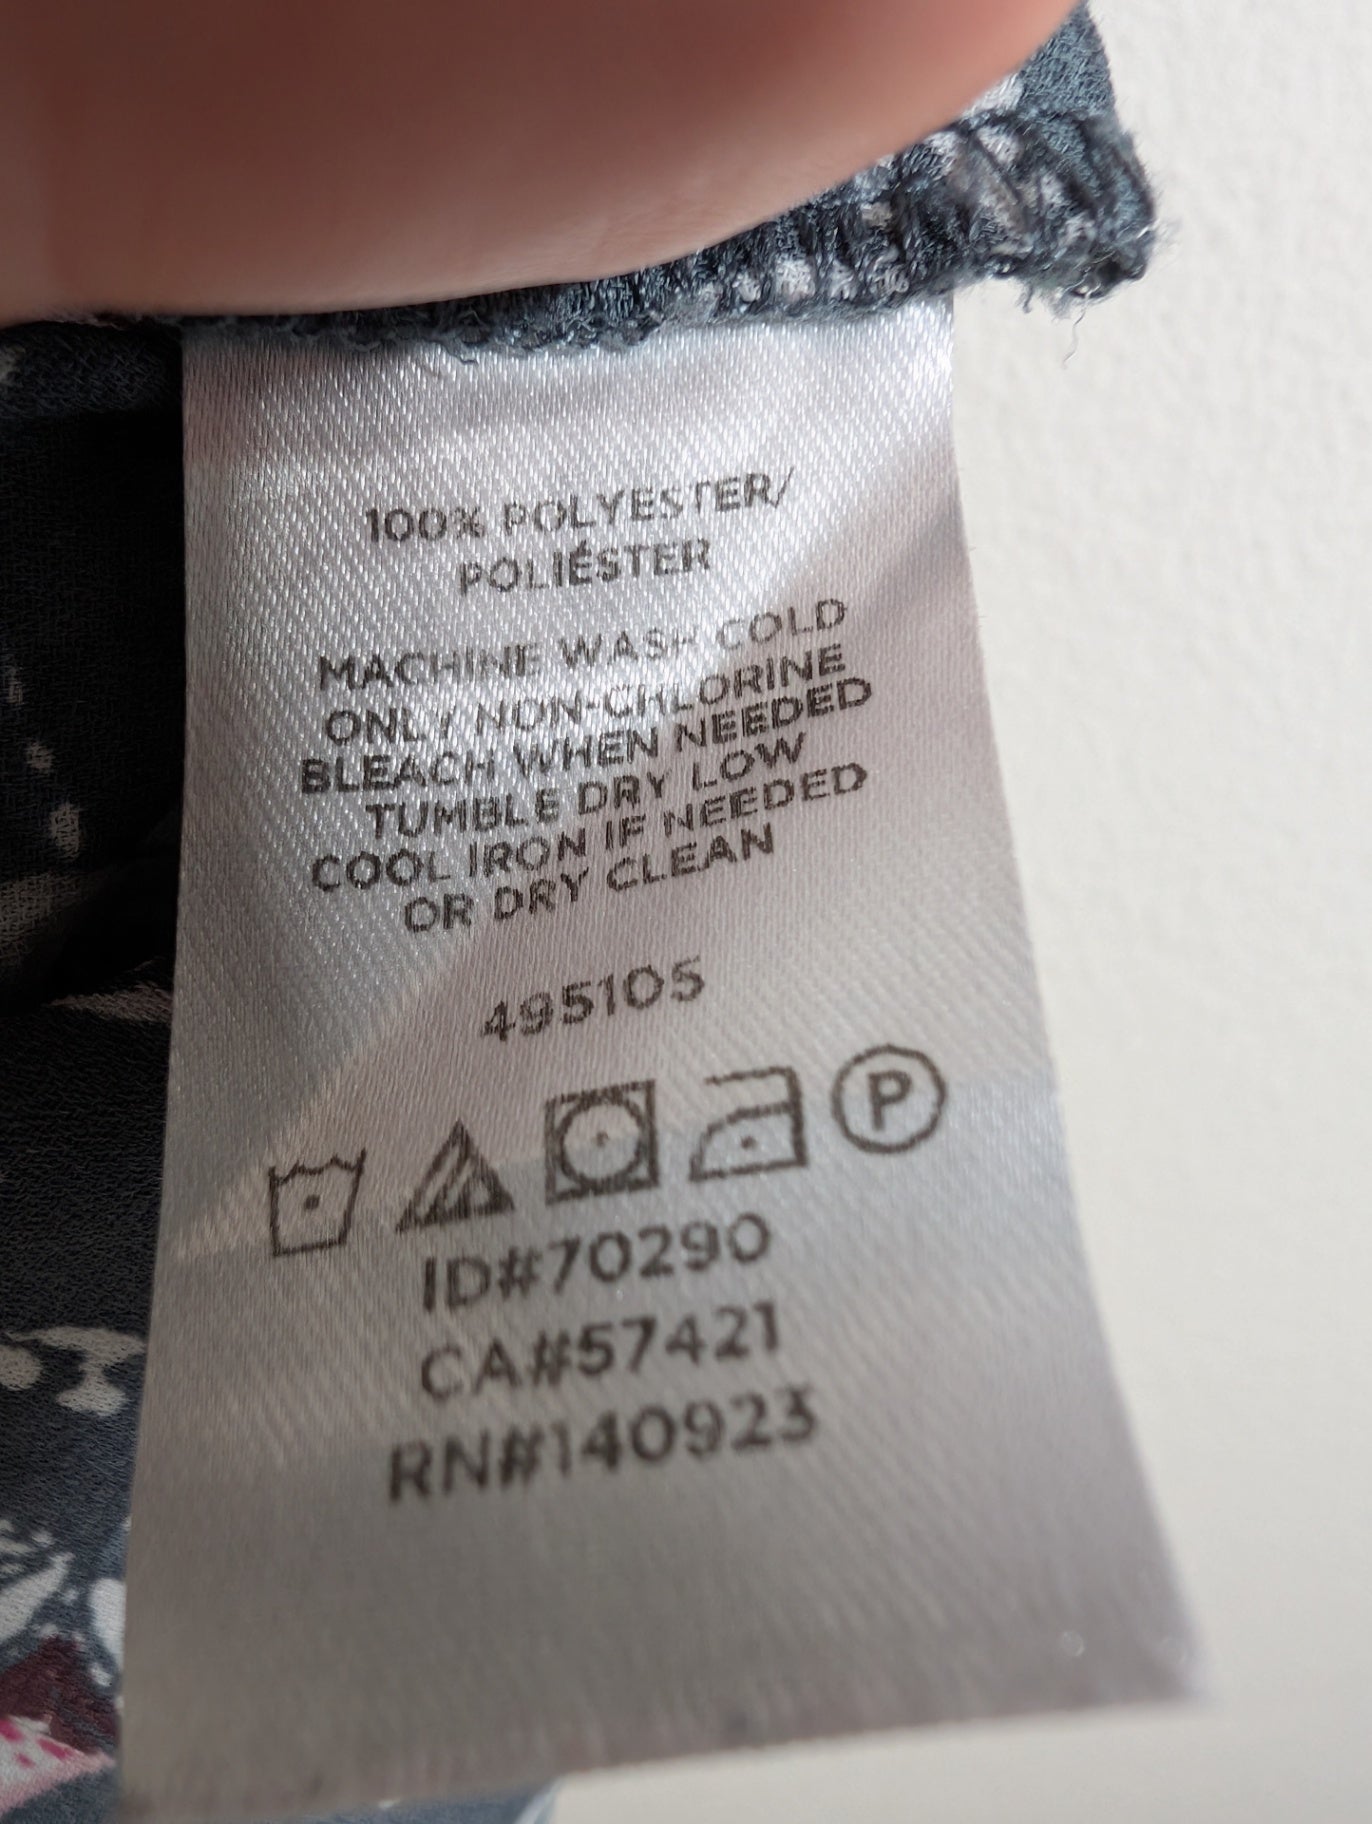 100% POLYESTER/
POLIÉSTER
MACHINE WASH COLD
ONLY NON-CHLORINE
BLEACH WHEN NEEDED
TUMBLE DRY LOW
COOL IRON IF NEEDED
OR DRY CLEAN
495105
P
ID#70290
CA#57421
RN#140923